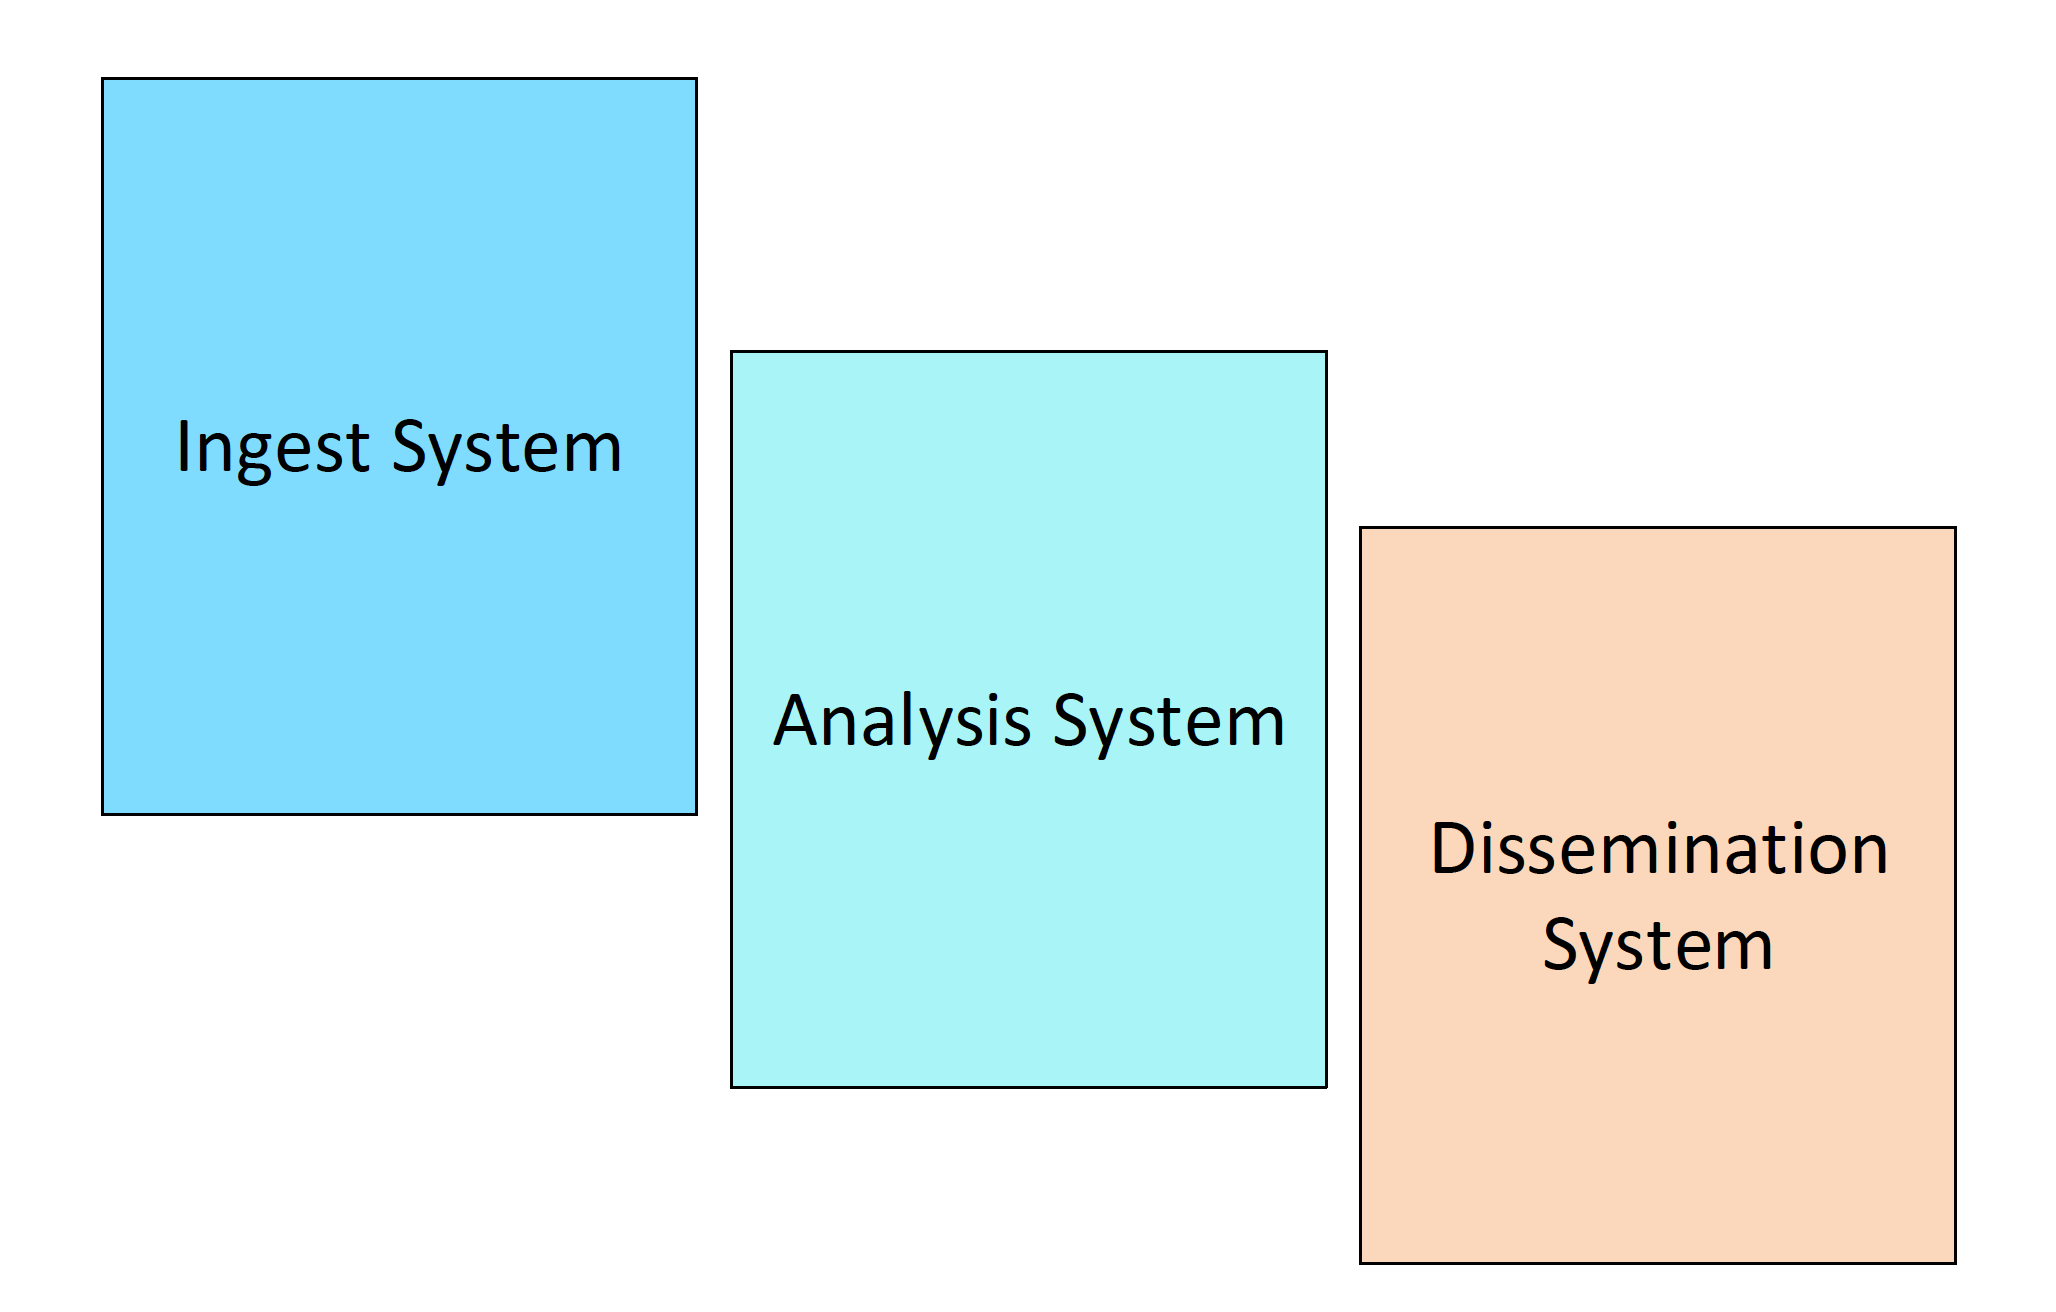 Ingest System
Analysis System
Dissemination
System